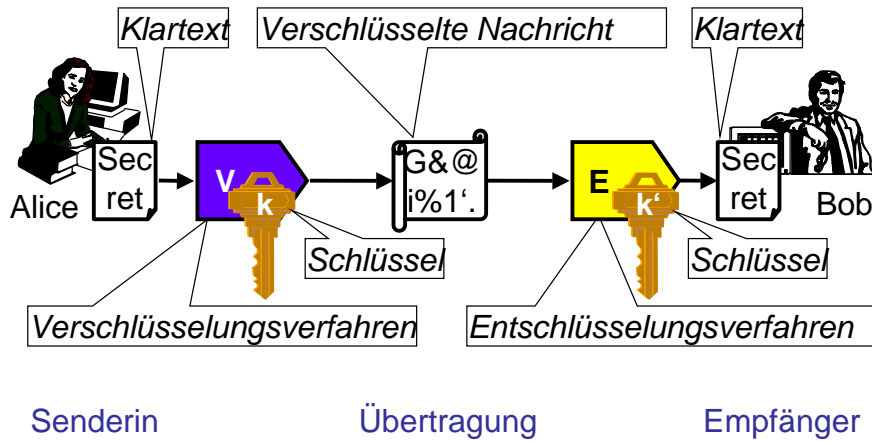 Klartext
Verschlüsselte Nachricht
Klartext
Sec
ret
V
k
G&@
i%1‘.
E
k‘
Sec
ret
Alice
Bob
Schlüssel
Schlüssel
Verschlüsselungsverfahren
Entschlüsselungsverfahren
Senderin
Übertragung
Empfänger